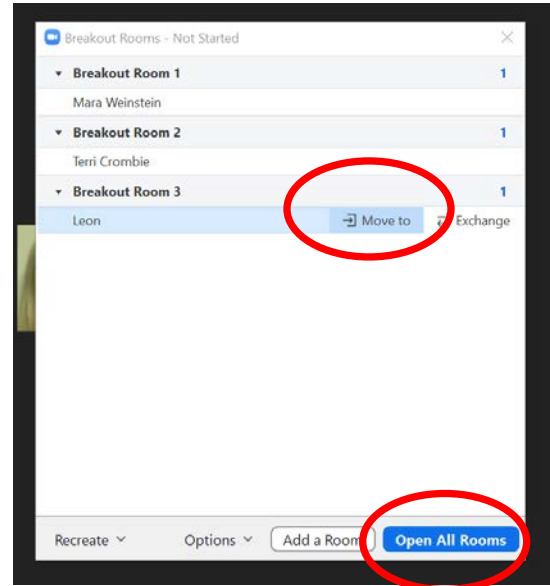 Breakout Rooms - Not Started
Breakout Room 1 1
Mara Weinstein
Breakout Room 2 1
Terri Crombie
Breakout Room 3 1
Leon Move to Exchange
Recreate Options Add a Room Open All Rooms